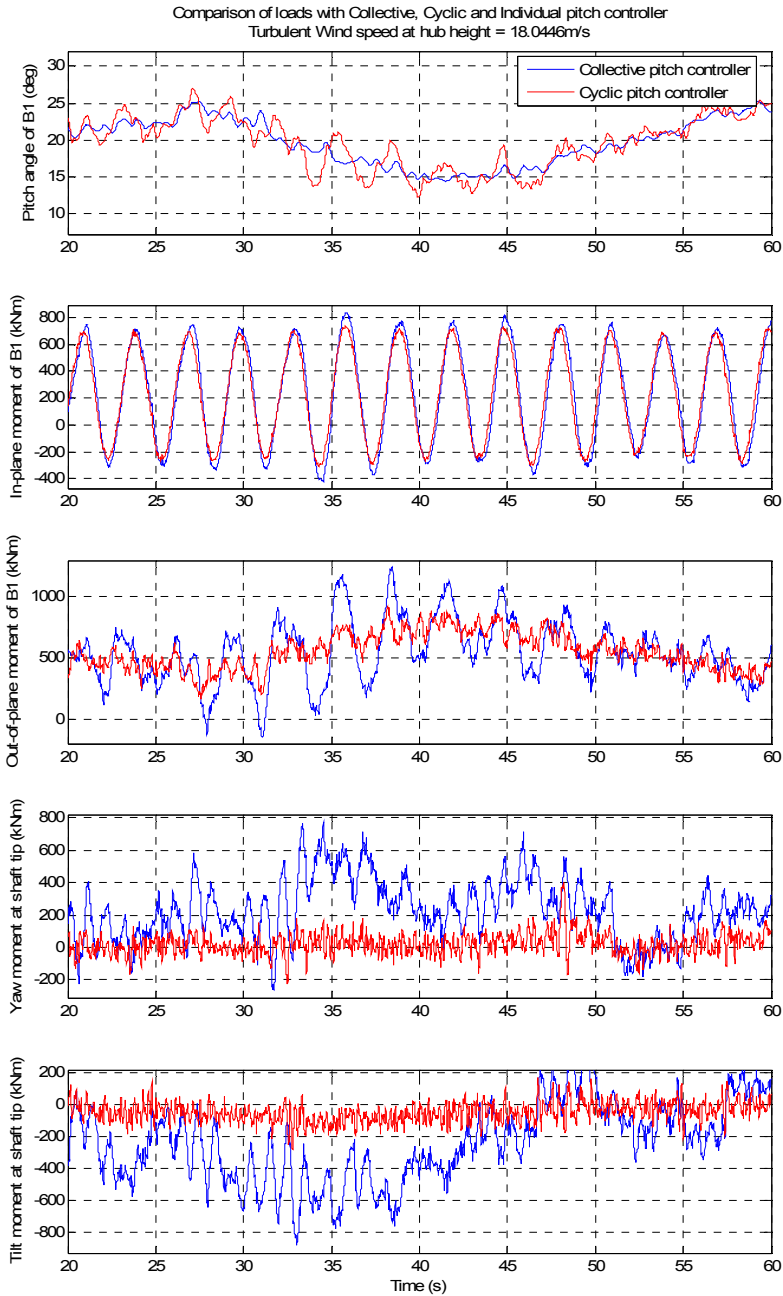 Comparison of loads with Collective, Cyclic and Individual pitch controller
Turbulent Wind speed at hub height = 18.0446m/s
Pitch angle of B1 (deg)
30
25
20
15
10
Collective pitch controller
Cyclic pitch controller
20 25 30 35 40 45 50 55 60
In-plane moment of B1 (kNm)
800
600
400
200
0
-200
-400
20 25 30 35 40 45 50 55 60
Out-of-plane moment of B1 (kNm)
1000
500
0
20 25 30 35 40 45 50 55 60
Yaw moment at shaft tip (kNm)
800
600
400
200
0
-200
20 25 30 35 40 45 50 55 60
Tilt moment at shaft tip (kNm)
200
0
-200
-400
-600
-800
20 25 30 35 40 45 50 55 60
Time (s)